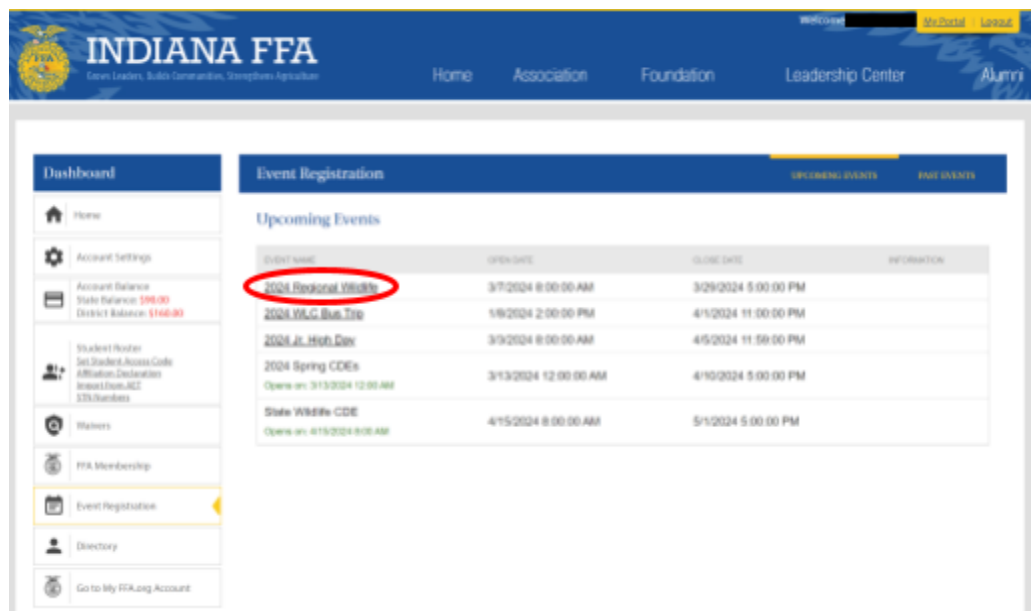 Welcome
My Portal | Logout
INDIANA FFA
Grows Leaders, Builds Communities, Strengthens Agriculture
Home Association Foundation Leadership Center Alumni
Dashboard
Home
Account Settings
Account Balance
State Balance: $90.00
District Balance: $160.00
Student Roster
Set Student Access Code
Affiliation Declaration
Import from AET
STN Numbers
Waivers
FFA Membership
Event Registration
Directory
Go to My FFA.org Account
Event Registration UPCOMING EVENTS PAST EVENTS
Upcoming Events
EVENT NAME OPEN DATE CLOSE DATE INFORMATION
2024 Regional Wildlife 3/7/2024 8:00:00 AM 3/29/2024 5:00:00 PM
2024 WLC Bus Trip 1/8/2024 2:00:00 PM 4/1/2024 11:00:00 PM
2024 Jr. High Day 3/3/2024 8:00:00 AM 4/5/2024 11:59:00 PM
2024 Spring CDEs 3/13/2024 12:00:00 AM 4/10/2024 5:00:00 PM
Opens on: 3/13/2024 12:00 AM
State Wildlife CDE 4/15/2024 8:00:00 AM 5/1/2024 5:00:00 PM
Opens on: 4/15/2024 8:00 AM